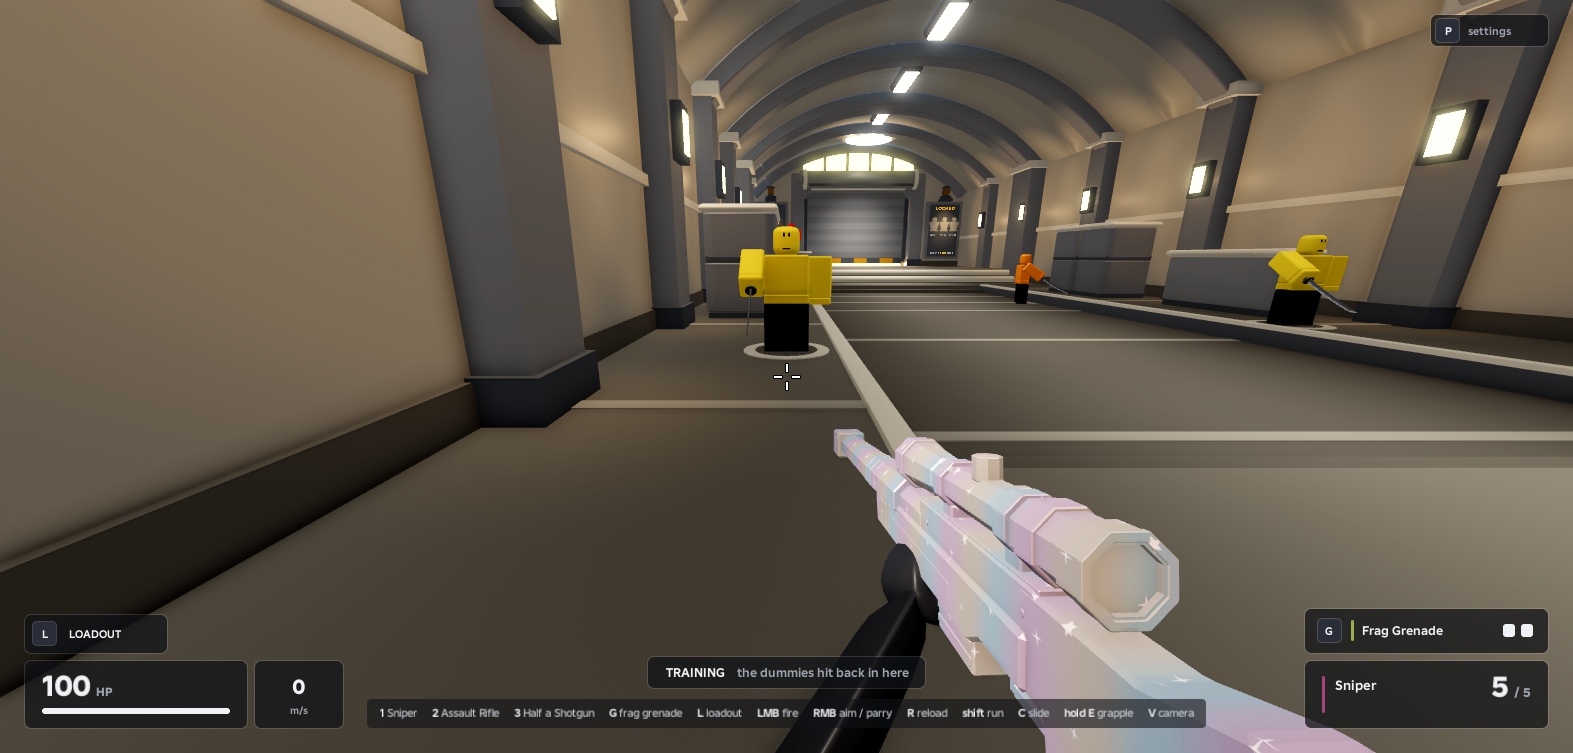 P settings
LOCKED
L LOADOUT
100 HP
0
m/s
TRAINING the dummies hit back in here
1 Sniper 2 Assault Rifle 3 Half a Shotgun G frag grenade L loadout LMB fire RMB aim / parry R reload shift run C slide hold E grapple V camera
G Frag Grenade
Sniper 5 / 5